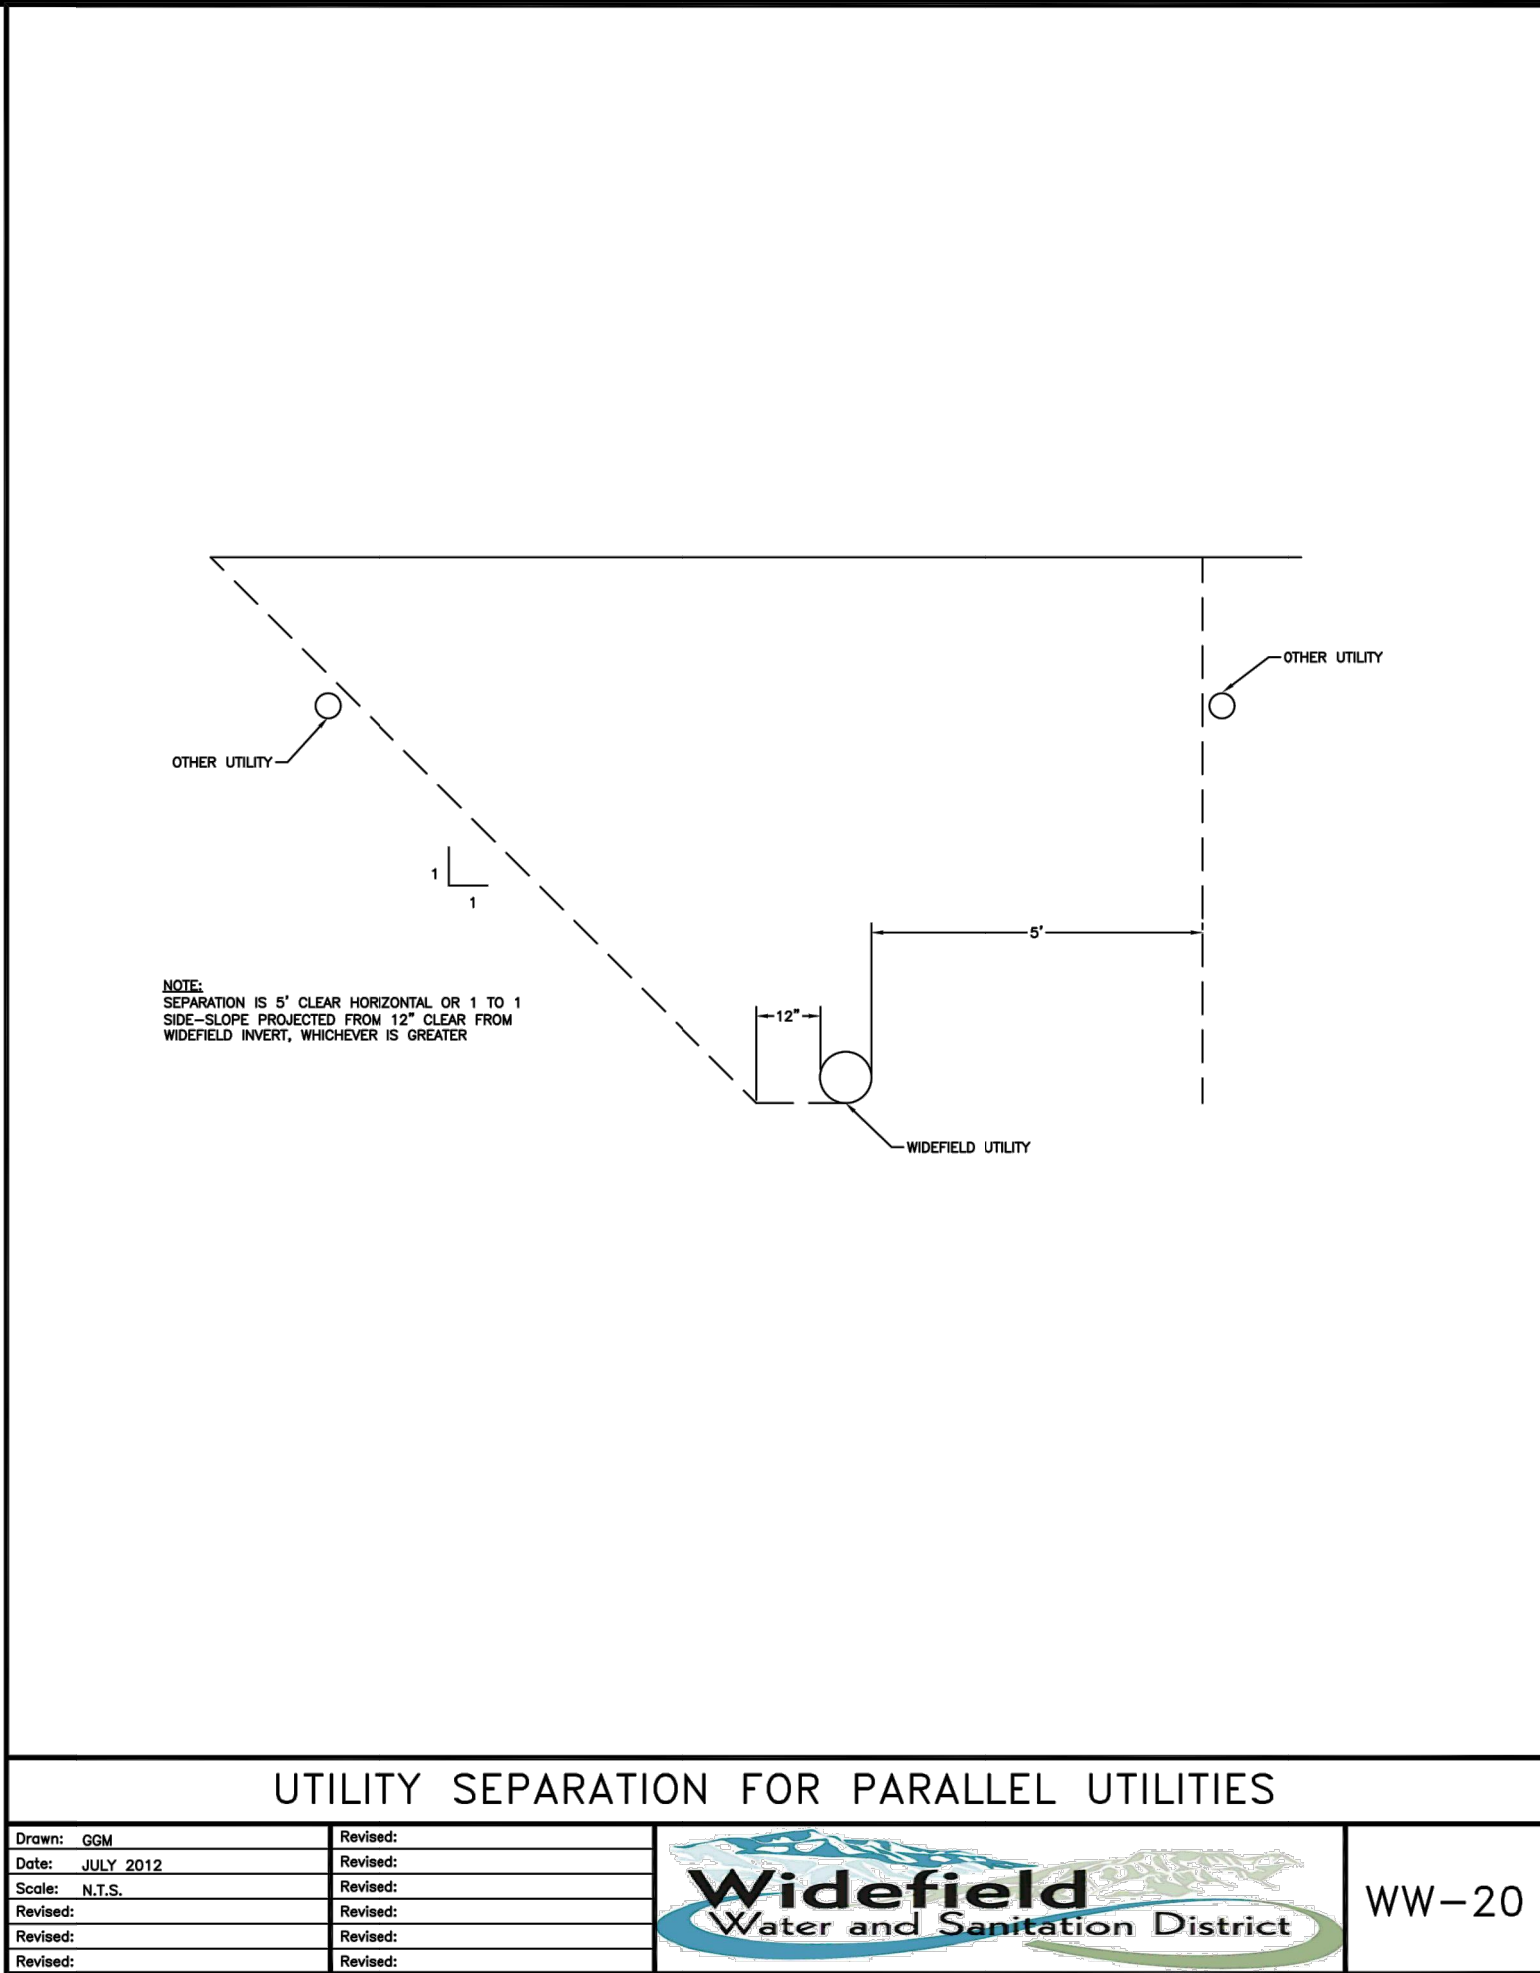 OTHER UTILITY
OTHER UTILITY
1
1
5'
NOTE:
SEPARATION IS 5' CLEAR HORIZONTAL OR 1 TO 1
SIDE-SLOPE PROJECTED FROM 12" CLEAR FROM
WIDEFIELD INVERT, WHICHEVER IS GREATER
12"
WIDEFIELD UTILITY
UTILITY SEPARATION FOR PARALLEL UTILITIES
Drawn: GGM
Date: JULY 2012
Scale: N.T.S.
Revised:
Revised:
Revised:
Revised:
Revised:
Revised:
Revised:
Revised:
Revised:
Widefield
Water and Sanitation District
WW-20